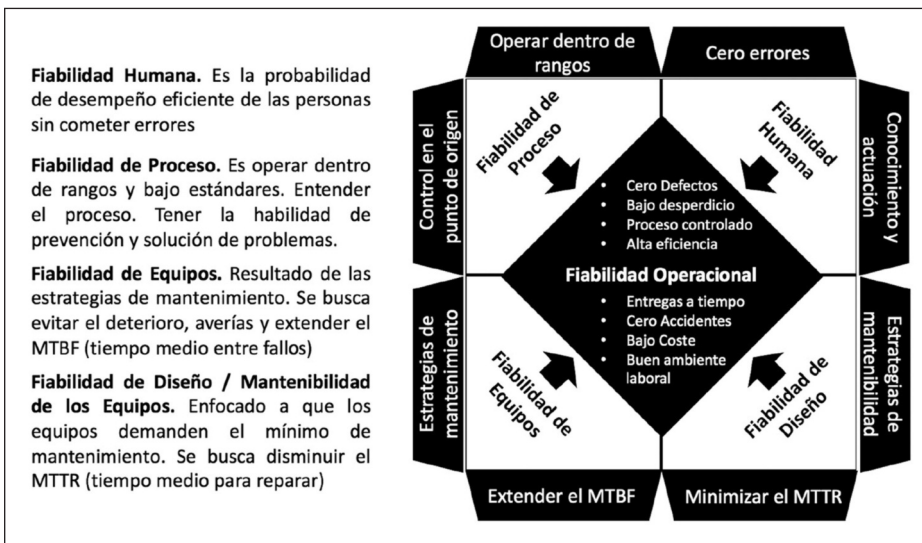 Fiabilidad Humana. Es la probabilidad
de desempeño eficiente de las personas
sin cometer errores
Fiabilidad de Proceso. Es operar dentro
de rangos y bajo estándares. Entender
el proceso. Tener la habilidad de
prevención y solución de problemas.
Fiabilidad de Equipos. Resultado de las
estrategias de mantenimiento. Se busca
evitar el deterioro, averías y extender el
MTBF (tiempo medio entre fallos)
Fiabilidad de Diseño / Mantenibilidad
de los Equipos. Enfocado a que los
equipos demanden el mínimo de
mantenimiento. Se busca disminuir el
MTTR (tiempo medio para reparar)
Operar dentro de
rangos
Cero errores
Control en el
punto de origen
Fiabilidad de
Proceso
Fiabilidad
Humana
Conocimiento y
actuación
• Cero Defectos
• Bajo desperdicio
• Proceso controlado
• Alta eficiencia
Fiabilidad Operacional
• Entregas a tiempo
• Cero Accidentes
• Bajo Coste
• Buen ambiente
laboral
Estrategias de
mantenimiento
Fiabilidad de
Equipos
Fiabilidad de
Diseño
Estrategias de
mantenibilidad
Extender el MTBF
Minimizar el MTTR